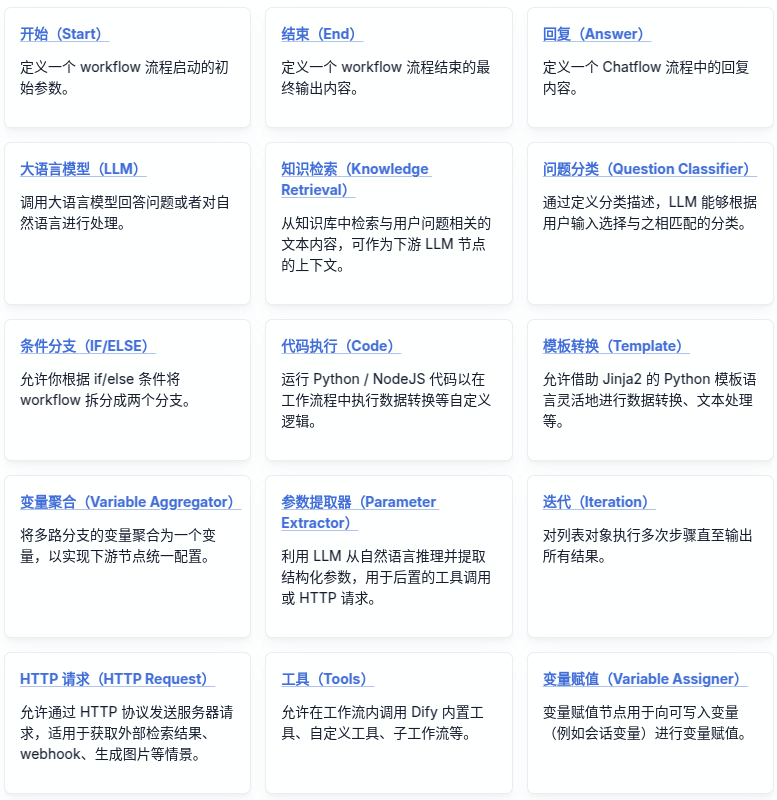 开始（Start）
定义一个 workflow 流程启动的初
始参数。
结束（End）
定义一个 workflow 流程结束的最
终输出内容。
回复（Answer）
定义一个 Chatflow 流程中的回复
内容。
大语言模型（LLM）
调用大语言模型回答问题或者对自
然语言进行处理。
知识检索（Knowledge
Retrieval）
从知识库中检索与用户问题相关的
文本内容，可作为下游 LLM 节点
的上下文。
问题分类（Question Classifier）
通过定义分类描述，LLM 能够根据
用户输入选择与之相匹配的分类。
条件分支（IF/ELSE）
允许你根据 if/else 条件将
workflow 拆分成两个分支。
代码执行（Code）
运行 Python / NodeJS 代码以在
工作流程中执行数据转换等自定义
逻辑。
模板转换（Template）
允许借助 Jinja2 的 Python 模板语
言灵活地进行数据转换、文本处理
等。
变量聚合（Variable Aggregator）
将多路分支的变量聚合为一个变
量，以实现下游节点统一配置。
参数提取器（Parameter
Extractor）
利用 LLM 从自然语言推理并提取
结构化参数，用于后置的工具调用
或 HTTP 请求。
迭代（Iteration）
对列表对象执行多次步骤直至输出
所有结果。
HTTP 请求（HTTP Request）
允许通过 HTTP 协议发送服务器请
求，适用于获取外部检索结果、
webhook、生成图片等情景。
工具（Tools）
允许在工作流内调用 Dify 内置工
具、自定义工具、子工作流等。
变量赋值（Variable Assigner）
变量赋值节点用于向可写入变量
（例如会话变量）进行变量赋值。